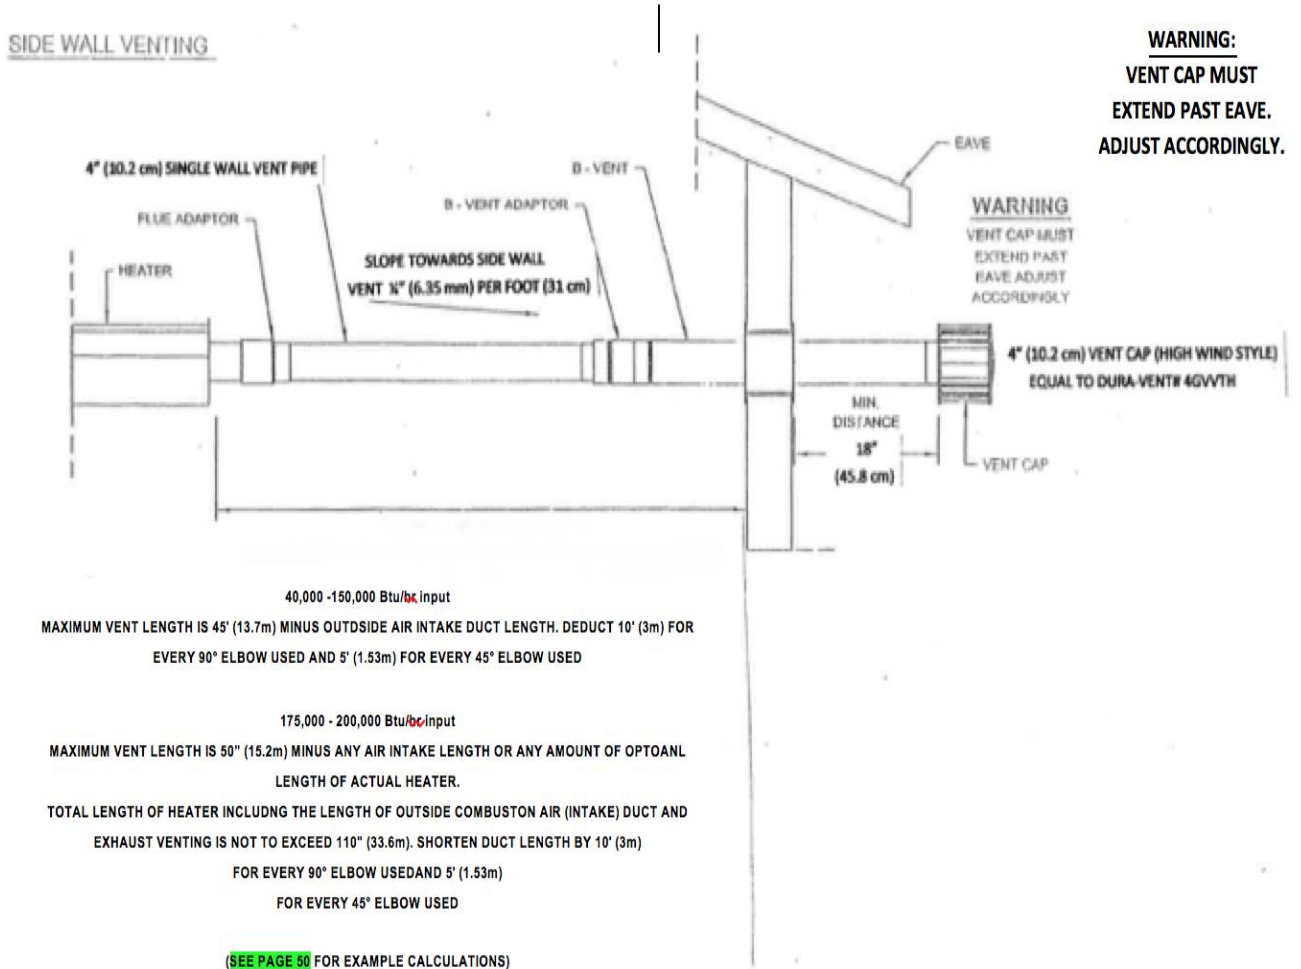 SIDE WALL VENTING
WARNING:
VENT CAP MUST
EXTEND PAST EAVE.
ADJUST ACCORDINGLY.
EAVE
4" (10.2 cm) SINGLE WALL VENT PIPE
B - VENT
FLUE ADAPTOR
B - VENT ADAPTOR
WARNING
VENT CAP MUST
EXTEND PAST
EAVE ADJUST
ACCORDINGLY
HEATER
SLOPE TOWARDS SIDE WALL
VENT ¼" (6.35 mm) PER FOOT (31 cm)
4" (10.2 cm) VENT CAP (HIGH WIND STYLE)
EQUAL TO DURA-VENT# 4GVVTH
MIN.
DISTANCE
18"
(45.8 cm)
VENT CAP
40,000 -150,000 Btu/hr input
MAXIMUM VENT LENGTH IS 45' (13.7m) MINUS OUTDSIDE AIR INTAKE DUCT LENGTH. DEDUCT 10' (3m) FOR
EVERY 90° ELBOW USED AND 5' (1.53m) FOR EVERY 45° ELBOW USED
175,000 - 200,000 Btu/hr input
MAXIMUM VENT LENGTH IS 50" (15.2m) MINUS ANY AIR INTAKE LENGTH OR ANY AMOUNT OF OPTOANL
LENGTH OF ACTUAL HEATER.
TOTAL LENGTH OF HEATER INCLUDNG THE LENGTH OF OUTSIDE COMBUSTON AIR (INTAKE) DUCT AND
EXHAUST VENTING IS NOT TO EXCEED 110" (33.6m). SHORTEN DUCT LENGTH BY 10' (3m)
FOR EVERY 90° ELBOW USEDAND 5' (1.53m)
FOR EVERY 45° ELBOW USED
(SEE PAGE 50 FOR EXAMPLE CALCULATIONS)